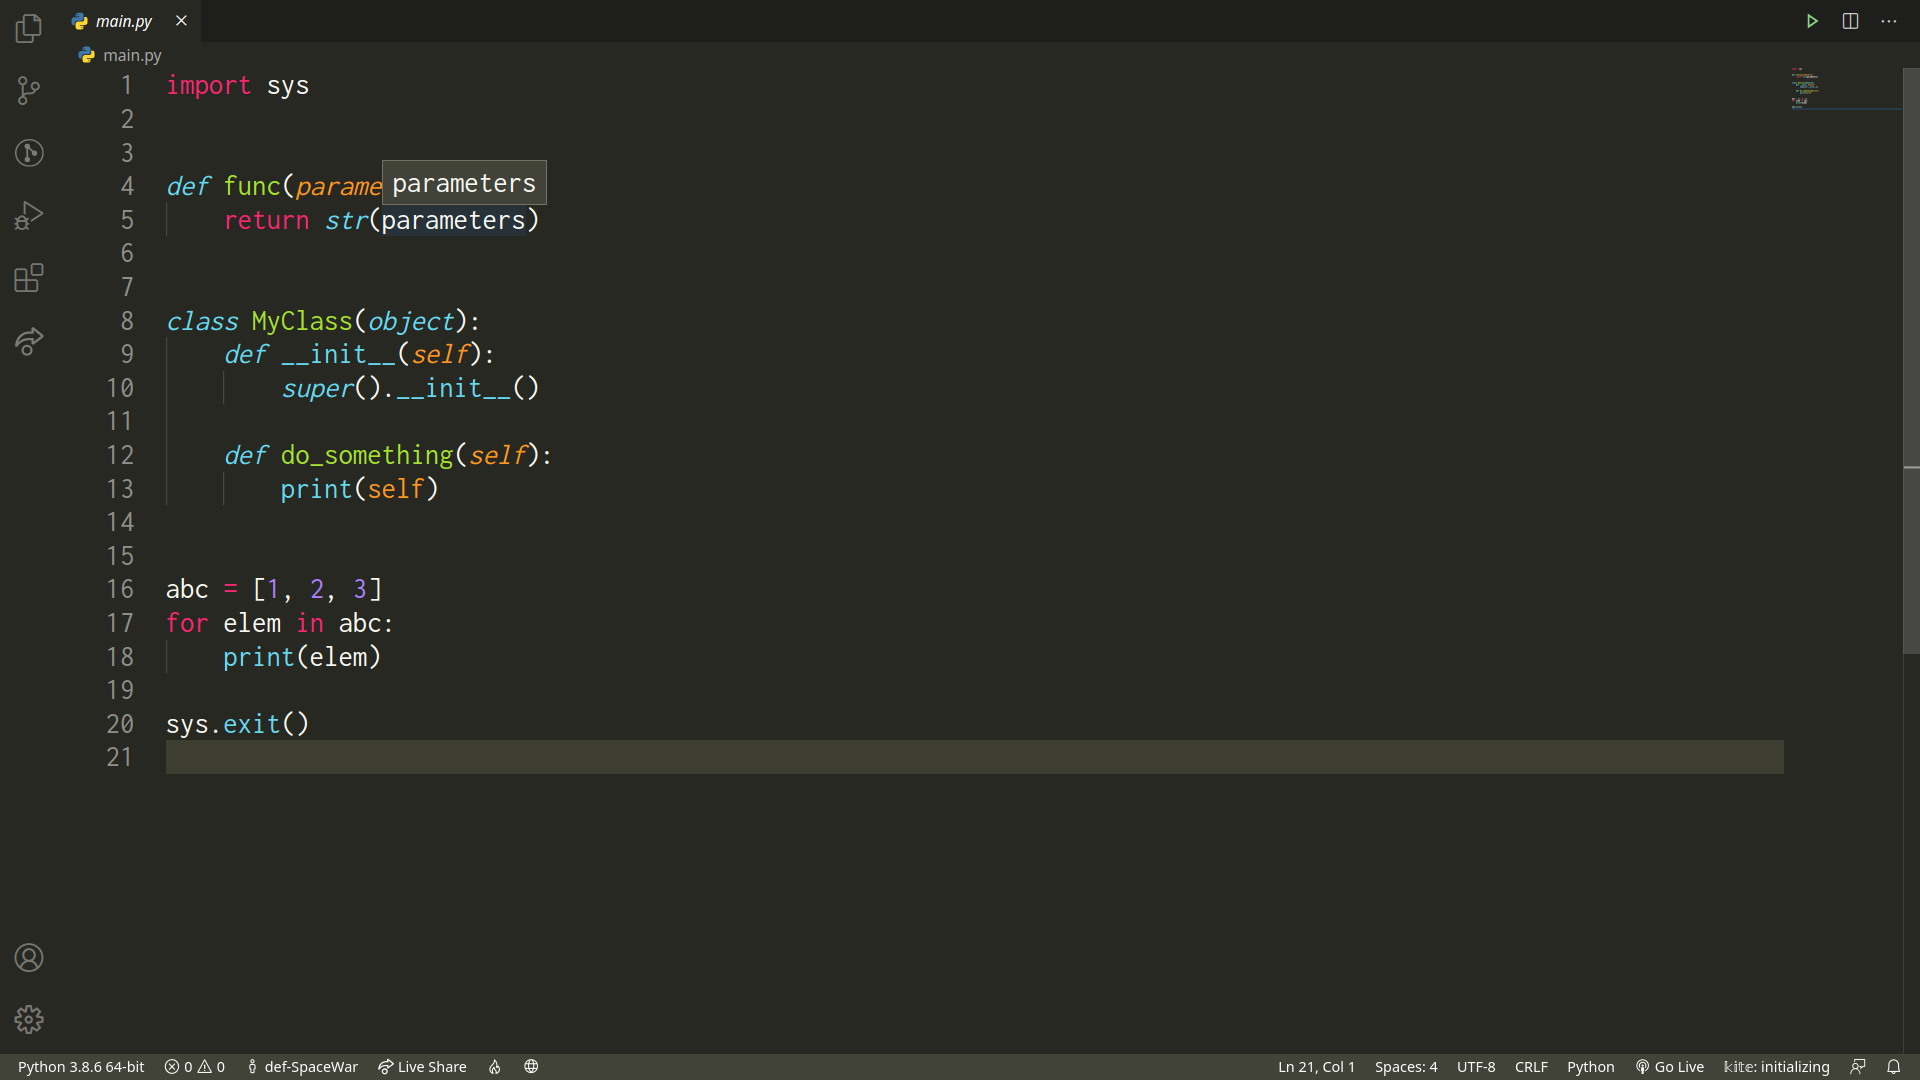 main.py
main.py
1 import sys
2
3
4 def func(parame parameters
5     return str(parameters)
6
7
8 class MyClass(object):
9     def __init__(self):
10         super().__init__()
11
12     def do_something(self):
13         print(self)
14
15
16 abc = [1, 2, 3]
17 for elem in abc:
18     print(elem)
19
20 sys.exit()
21
Python 3.8.6 64-bit 0 0 def-SpaceWar Live Share Ln 21, Col 1 Spaces: 4 UTF-8 CRLF Python Go Live kite: initializing